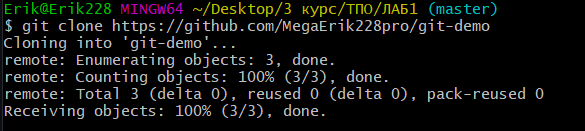 Erik@Erik228 MINGW64 ~/Desktop/3 курс/ТПО/ЛАБ1 (master)
$ git clone https://github.com/MegaErik228pro/git-demo
Cloning into 'git-demo'...
remote: Enumerating objects: 3, done.
remote: Counting objects: 100% (3/3), done.
remote: Total 3 (delta 0), reused 0 (delta 0), pack-reused 0
Receiving objects: 100% (3/3), done.